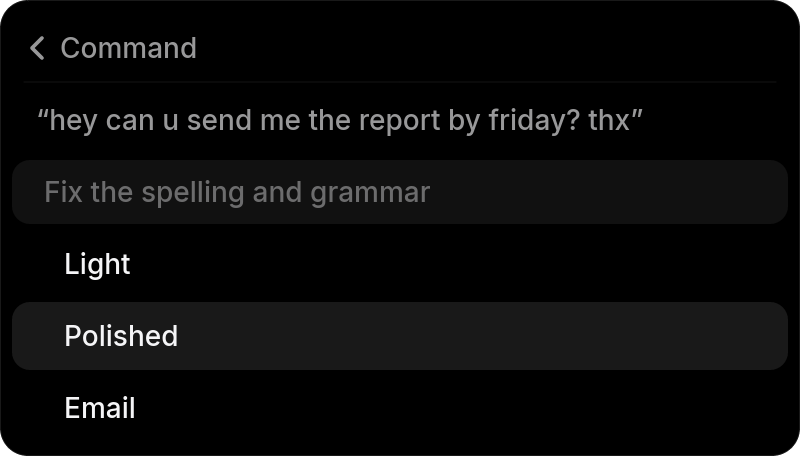 Command
“hey can u send me the report by friday? thx”
Fix the spelling and grammar
Light
Polished
Email